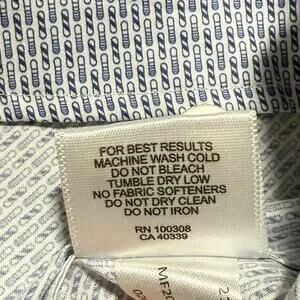 FOR BEST RESULTS
MACHINE WASH COLD
DO NOT BLEACH
TUMBLE DRY LOW
NO FABRIC SOFTENERS
DO NOT DRY CLEAN
DO NOT IRON
RN 100308
CA 40339